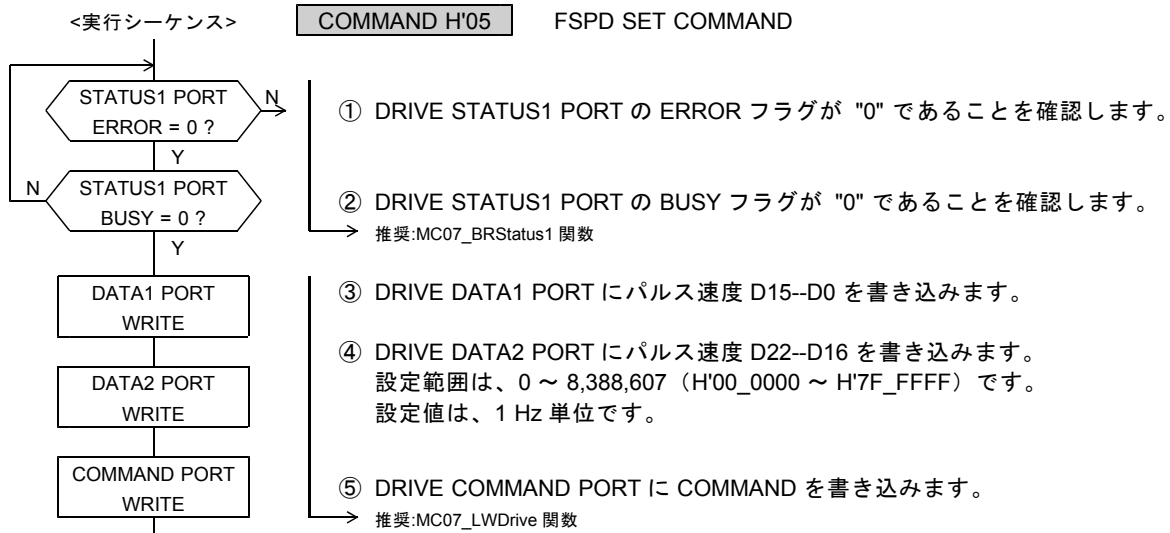 <実行シーケンス>
COMMAND H'05 FSPD SET COMMAND
STATUS1 PORT
ERROR = 0 ?
N
Y
① DRIVE STATUS1 PORT の ERROR フラグが "0" であることを確認します。
N
STATUS1 PORT
BUSY = 0 ?
Y
② DRIVE STATUS1 PORT の BUSY フラグが "0" であることを確認します。
推奨:MC07_BRStatus1 関数
DATA1 PORT
WRITE
③ DRIVE DATA1 PORT にパルス速度 D15--D0 を書き込みます。
DATA2 PORT
WRITE
④ DRIVE DATA2 PORT にパルス速度 D22--D16 を書き込みます。
設定範囲は、0 ～ 8,388,607（H'00_0000 ～ H'7F_FFFF）です。
設定値は、1 Hz 単位です。
COMMAND PORT
WRITE
⑤ DRIVE COMMAND PORT に COMMAND を書き込みます。
推奨:MC07_LWDrive 関数